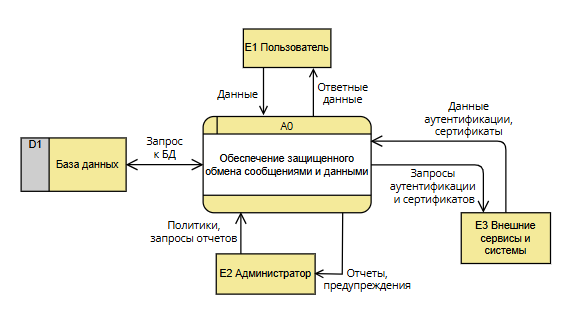 E1 Пользователь
Данные
Ответные
данные
A0
Обеспечение защищенного
обмена сообщениями и данными
D1
База данных
Запрос
к БД
Данные
аутентификации,
сертификаты
Запросы
аутентификации
и сертификатов
E3 Внешние
сервисы и
системы
Политики,
запросы отчетов
E2 Администратор
Отчеты,
предупреждения